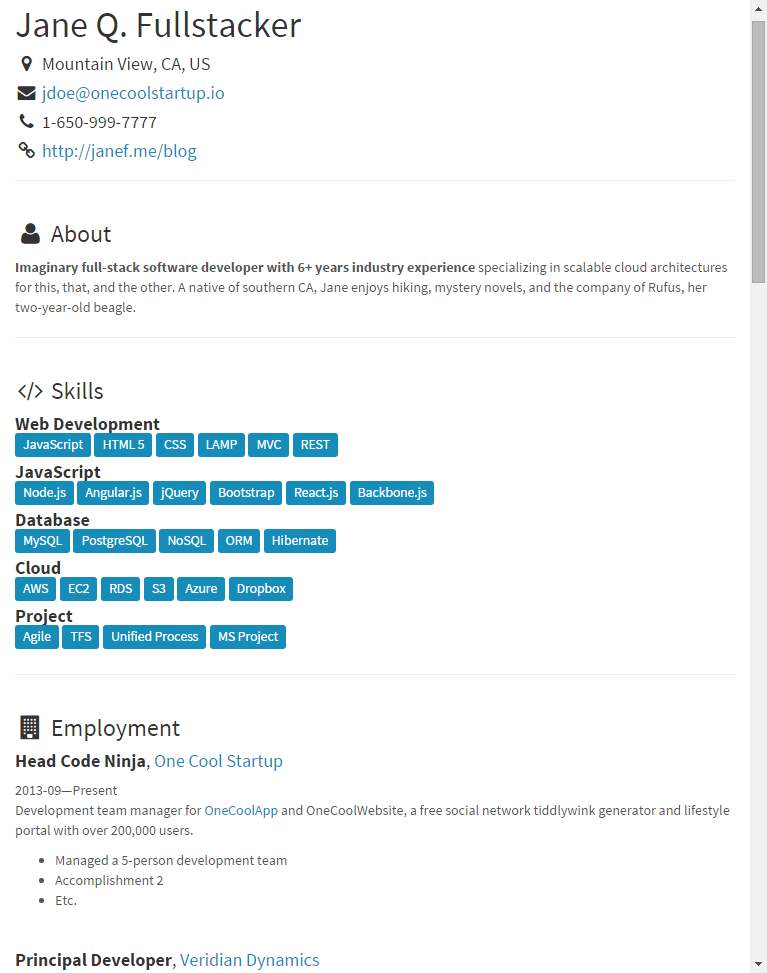 Jane Q. Fullstacker
Mountain View, CA, US
jdoe@onecoolstartup.io
1-650-999-7777
http://janef.me/blog
About
Imaginary full-stack software developer with 6+ years industry experience specializing in scalable cloud architectures
for this, that, and the other. A native of southern CA, Jane enjoys hiking, mystery novels, and the company of Rufus, her
two-year-old beagle.
</> Skills
Web Development
JavaScript HTML 5 CSS LAMP MVC REST
JavaScript
Node.js Angular.js jQuery Bootstrap React.js Backbone.js
Database
MySQL PostgreSQL NoSQL ORM Hibernate
Cloud
AWS EC2 RDS S3 Azure Dropbox
Project
Agile TFS Unified Process MS Project
Employment
Head Code Ninja, One Cool Startup
2013-09—Present
Development team manager for OneCoolApp and OneCoolWebsite, a free social network tiddlywink generator and lifestyle
portal with over 200,000 users.
• Managed a 5-person development team
• Accomplishment 2
• Etc.
Principal Developer, Veridian Dynamics